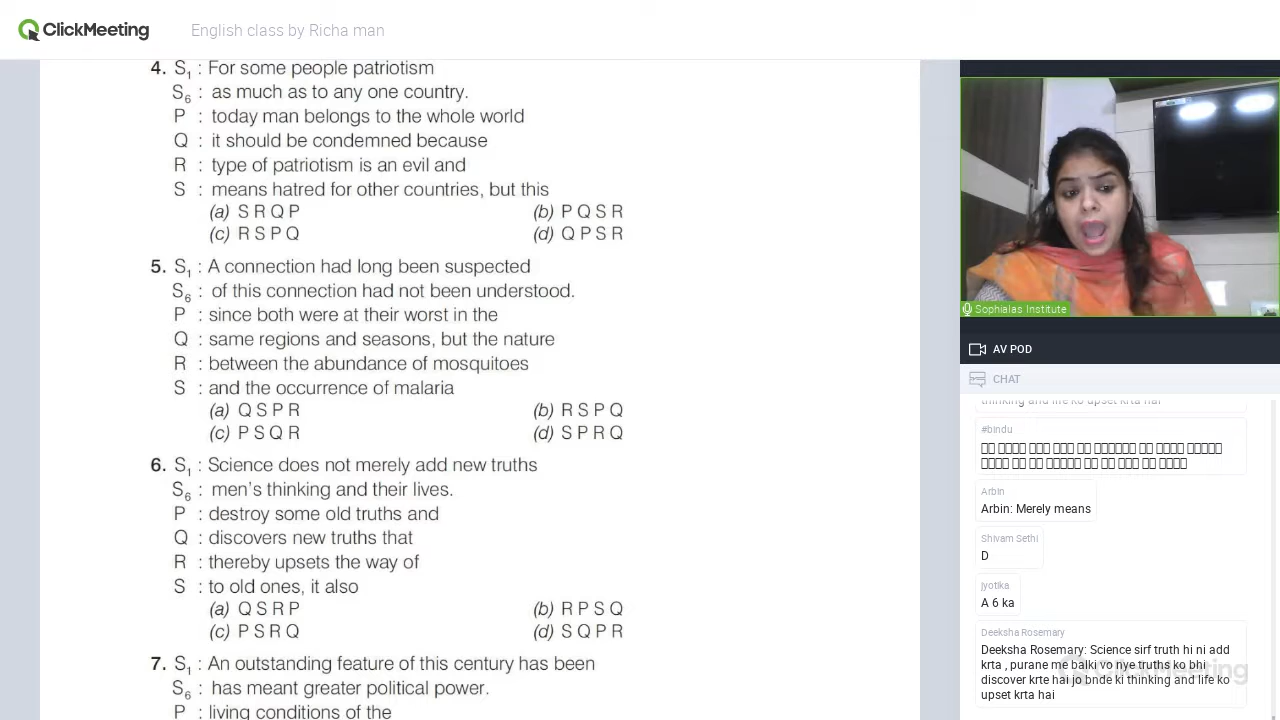 ClickMeeting
English class by Richa man
4. S1 : For some people patriotism
S6 : as much as to any one country.
P : today man belongs to the whole world
Q : it should be condemned because
R : type of patriotism is an evil and
S : means hatred for other countries, but this
(a) S R Q P (b) P Q S R
(c) R S P Q (d) Q P S R
5. S1 : A connection had long been suspected
S6 : of this connection had not been understood.
P : since both were at their worst in the
Q : same regions and seasons, but the nature
R : between the abundance of mosquitoes
S : and the occurrence of malaria
(a) Q S P R (b) R S P Q
(c) P S Q R (d) S P R Q
6. S1 : Science does not merely add new truths
S6 : men's thinking and their lives.
P : destroy some old truths and
Q : discovers new truths that
R : thereby upsets the way of
S : to old ones, it also
(a) Q S R P (b) R P S Q
(c) P S R Q (d) S Q P R
7. S1 : An outstanding feature of this century has been
S6 : has meant greater political power.
P : living conditions of the
Sophialas Institute
AV POD
CHAT
thinking and life ko upset krta hai
#bindu
Arbin
Arbin: Merely means
Shivam Sethi
D
jyotika
A 6 ka
Deeksha Rosemary
Deeksha Rosemary: Science sirf truth hi ni add
krta , purane me balki vo niye truths ko bhi
discover krte hai jo bnde ki thinking and life ko
upset krta hai
ClickMeeting